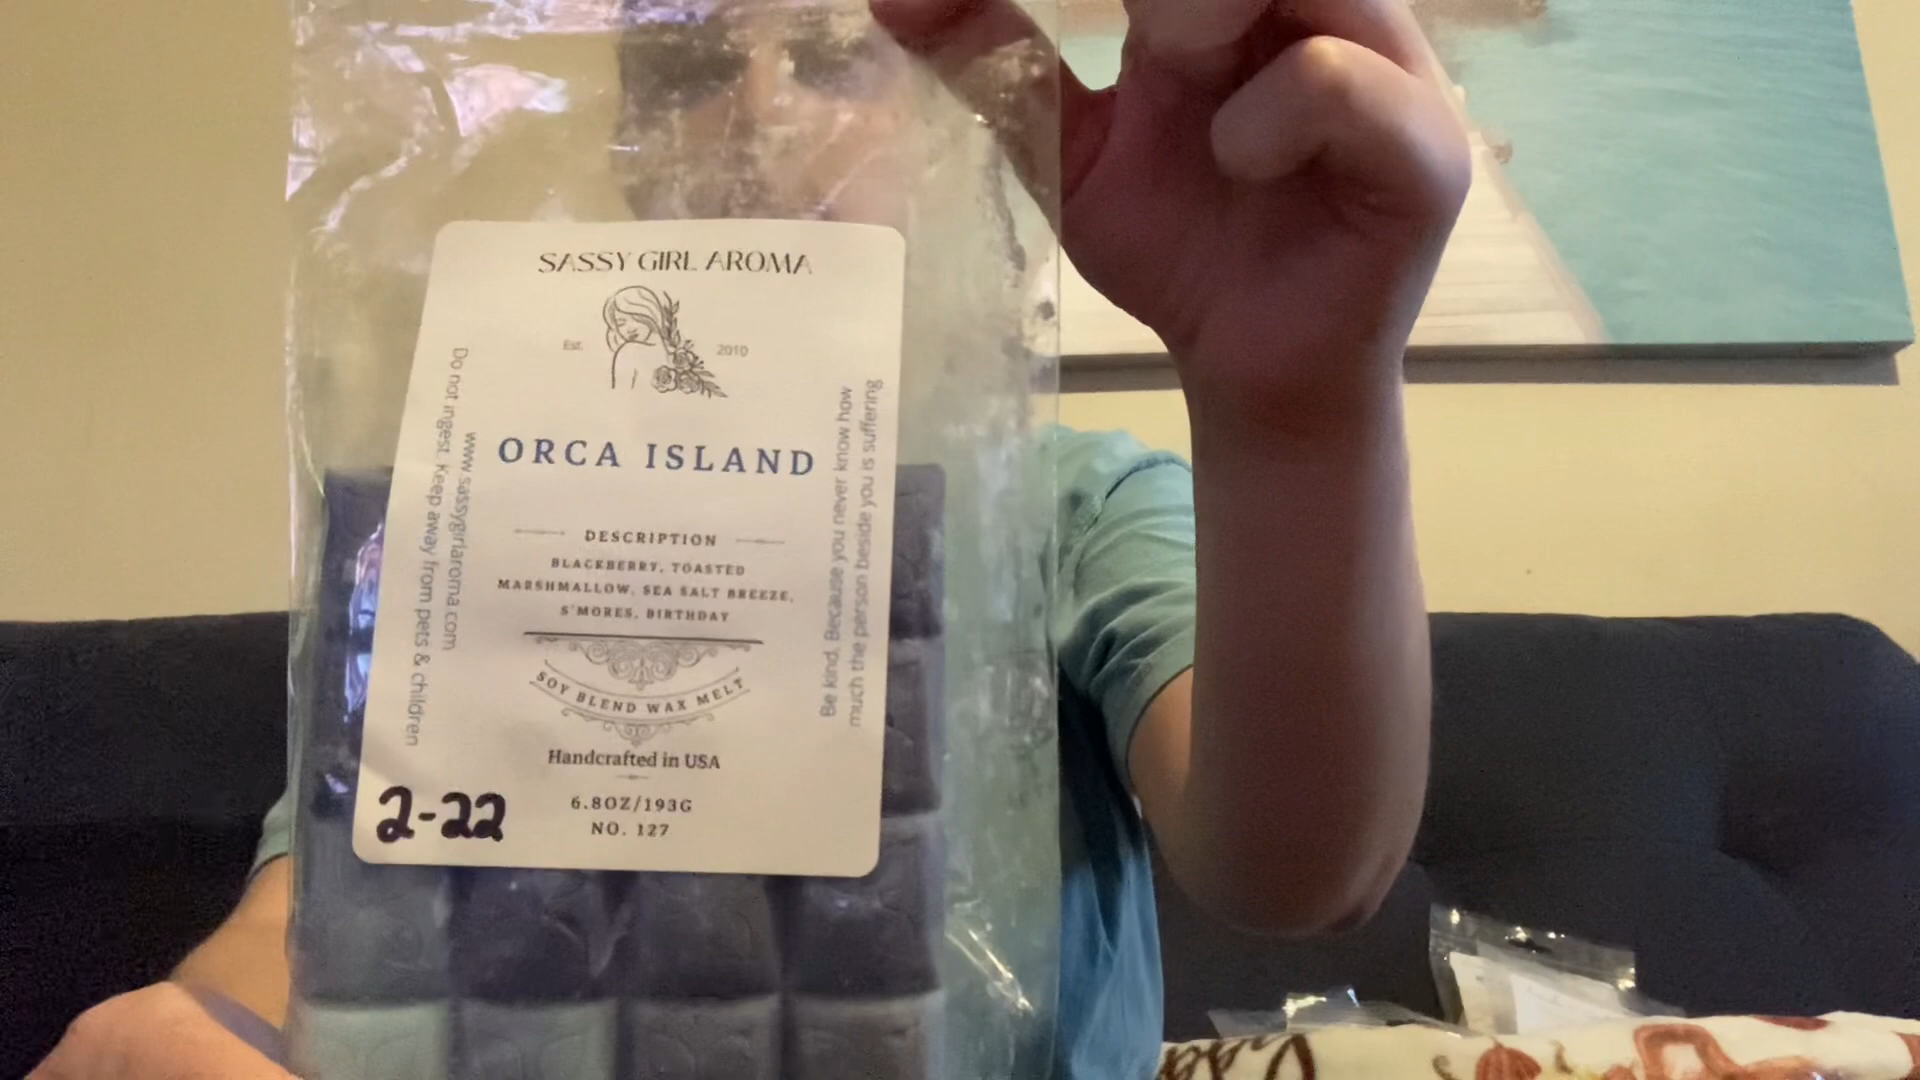 SASSY GIRL AROMA
Est. 2010
ORCA ISLAND
DESCRIPTION
BLACKBERRY, TOASTED
MARSHMALLOW, SEA SALT BREEZE,
S'MORES, BIRTHDAY
SOY BLEND WAX MELT
Handcrafted in USA
6.8OZ/193G
NO. 127
2-22
www.sassygirlaroma.com
Do not ingest. Keep away from pets & children
Be kind. Because you never know how
much the person beside you is suffering